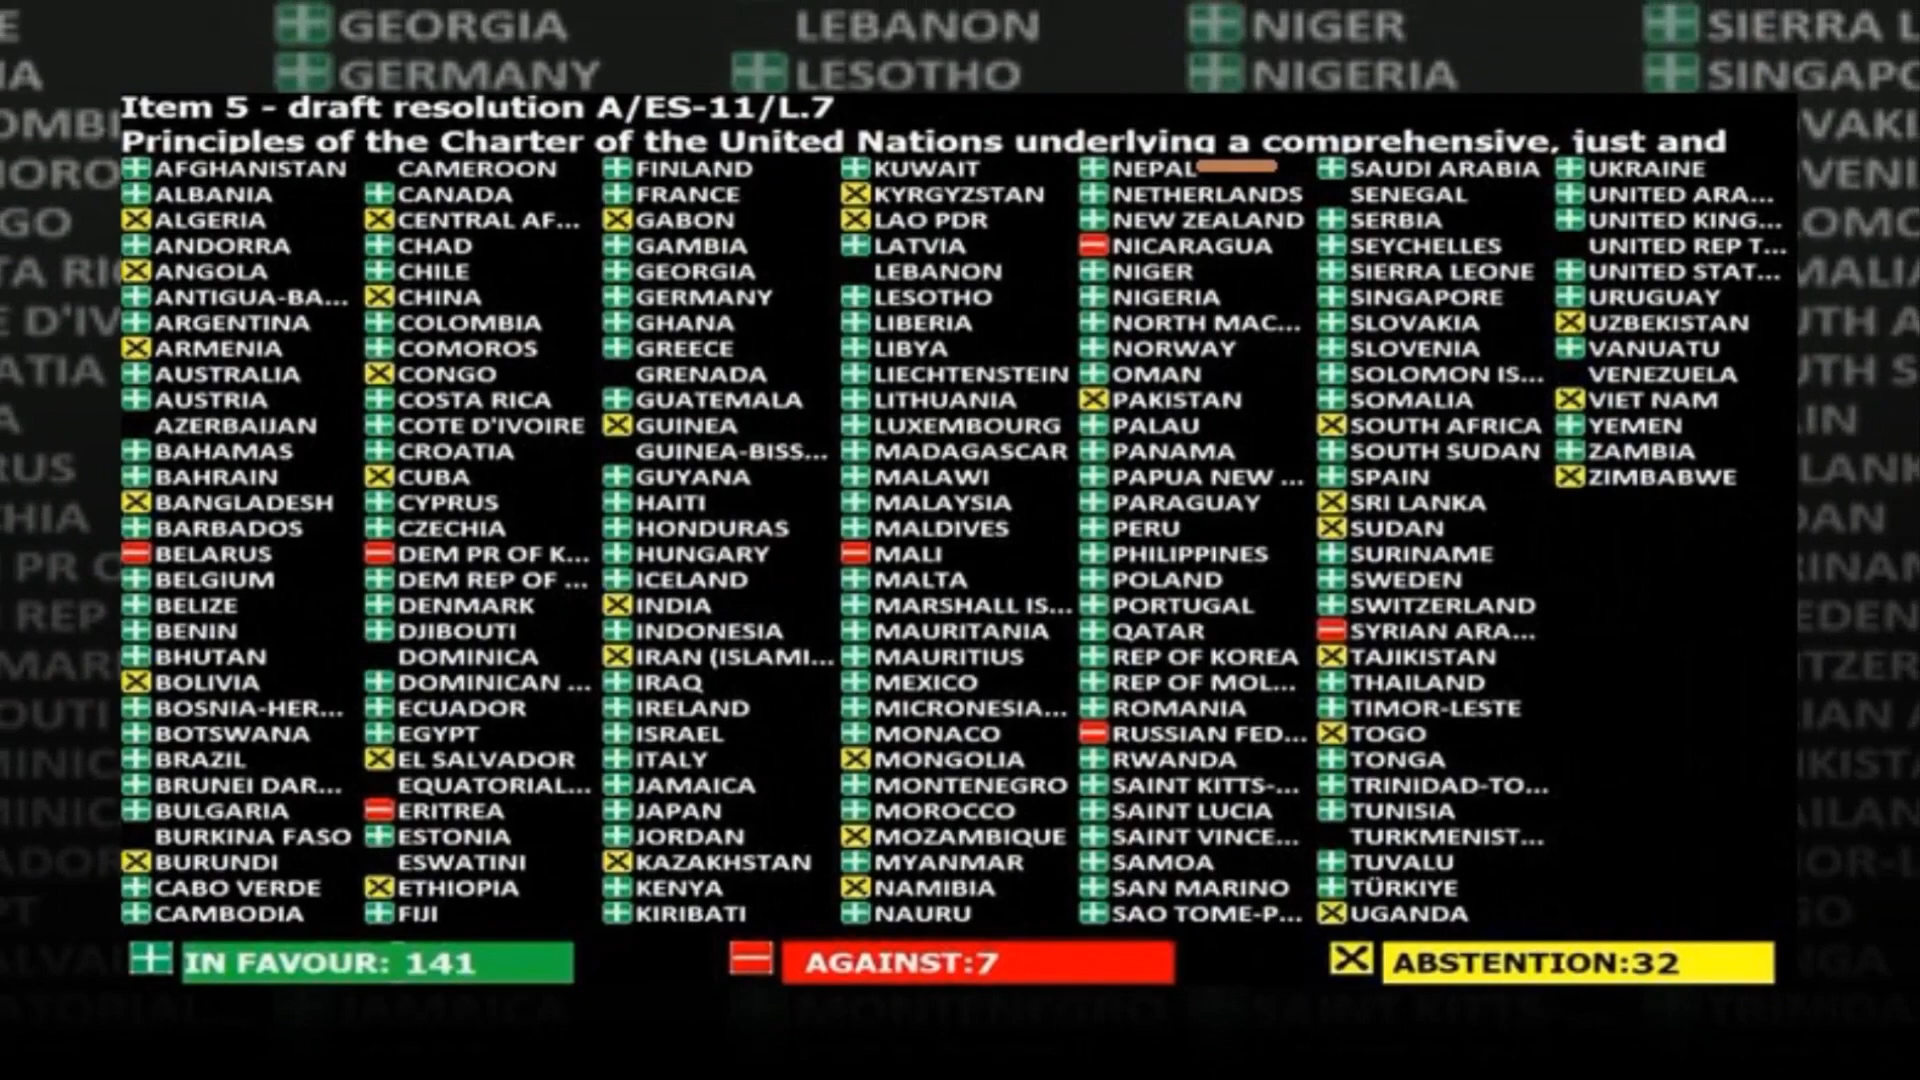 GEORGIA LEBANON NIGER SIERRA L
GERMANY LESOTHO NIGERIA SINGAPO
Item 5 - draft resolution A/ES-11/L.7
Principles of the Charter of the United Nations underlying a comprehensive, just and
AFGHANISTAN CAMEROON FINLAND KUWAIT NEPAL SAUDI ARABIA UKRAINE
ALBANIA CANADA FRANCE KYRGYZSTAN NETHERLANDS SENEGAL UNITED ARA...
ALGERIA CENTRAL AF... GABON LAO PDR NEW ZEALAND SERBIA UNITED KING...
ANDORRA CHAD GAMBIA LATVIA NICARAGUA SEYCHELLES UNITED REP T...
ANGOLA CHILE GEORGIA LEBANON NIGER SIERRA LEONE UNITED STAT...
ANTIGUA-BA... CHINA GERMANY LESOTHO NIGERIA SINGAPORE URUGUAY
ARGENTINA COLOMBIA GHANA LIBERIA NORTH MAC... SLOVAKIA UZBEKISTAN
ARMENIA COMOROS GREECE LIBYA NORWAY SLOVENIA VANUATU
AUSTRALIA CONGO GRENADA LIECHTENSTEIN OMAN SOLOMON IS... VENEZUELA
AUSTRIA COSTA RICA GUATEMALA LITHUANIA PAKISTAN SOMALIA VIET NAM
AZERBAIJAN COTE D'IVOIRE GUINEA LUXEMBOURG PALAU SOUTH AFRICA YEMEN
BAHAMAS CROATIA GUINEA-BISS... MADAGASCAR PANAMA SOUTH SUDAN ZAMBIA
BAHRAIN CUBA GUYANA MALAWI PAPUA NEW ... SPAIN ZIMBABWE
BANGLADESH CYPRUS HAITI MALAYSIA PARAGUAY SRI LANKA
BARBADOS CZECHIA HONDURAS MALDIVES PERU SUDAN
BELARUS DEM PR OF K... HUNGARY MALI PHILIPPINES SURINAME
BELGIUM DEM REP OF ... ICELAND MALTA POLAND SWEDEN
BELIZE DENMARK INDIA MARSHALL IS... PORTUGAL SWITZERLAND
BENIN DJIBOUTI INDONESIA MAURITANIA QATAR SYRIAN ARA...
BHUTAN DOMINICA IRAN (ISLAMI... MAURITIUS REP OF KOREA TAJIKISTAN
BOLIVIA DOMINICAN ... IRAQ MEXICO REP OF MOL... THAILAND
BOSNIA-HER... ECUADOR IRELAND MICRONESIA... ROMANIA TIMOR-LESTE
BOTSWANA EGYPT ISRAEL MONACO RUSSIAN FED... TOGO
BRAZIL EL SALVADOR ITALY MONGOLIA RWANDA TONGA
BRUNEI DAR... EQUATORIAL... JAMAICA MONTENEGRO SAINT KITTS-... TRINIDAD-TO...
BULGARIA ERITREA JAPAN MOROCCO SAINT LUCIA TUNISIA
BURKINA FASO ESTONIA JORDAN MOZAMBIQUE SAINT VINCE... TURKMENIST...
BURUNDI ESWATINI KAZAKHSTAN MYANMAR SAMOA TUVALU
CABO VERDE ETHIOPIA KENYA NAMIBIA SAN MARINO TÜRKIYE
CAMBODIA FIJI KIRIBATI NAURU SAO TOME-P... UGANDA
IN FAVOUR: 141 AGAINST:7 ABSTENTION:32